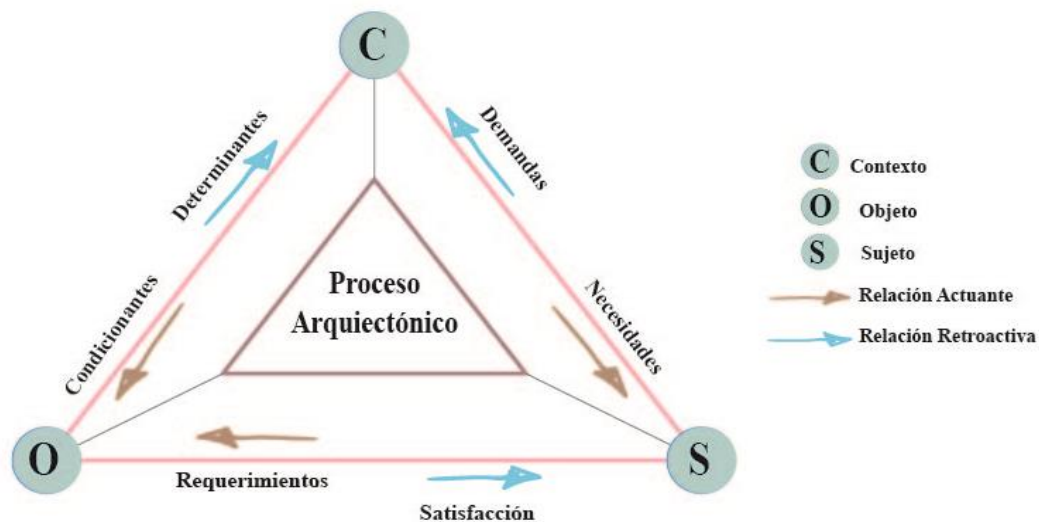 C
Determinantes
Demandas
Condicionantes
Necesidades
Proceso
Arquiectónico
O
S
Requerimientos
Satisfacción
C Contexto
O Objeto
S Sujeto
Relación Actuante
Relación Retroactiva